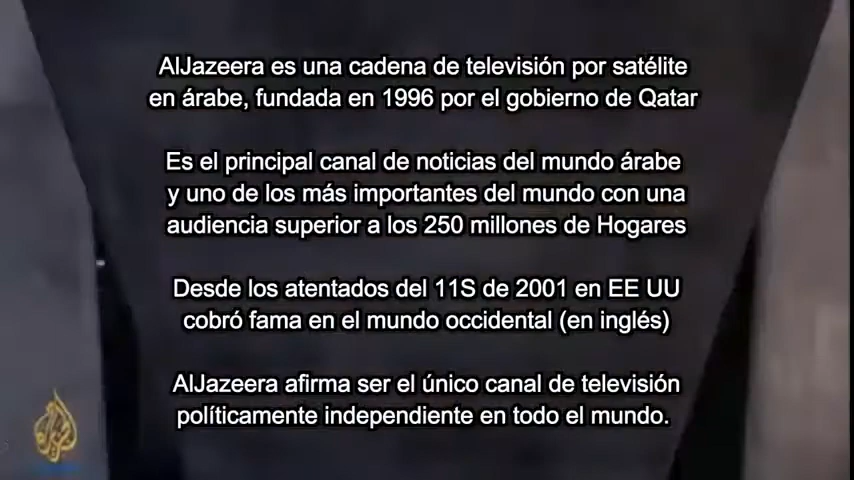 AlJazeera es una cadena de televisión por satélite
en árabe, fundada en 1996 por el gobierno de Qatar
Es el principal canal de noticias del mundo árabe
y uno de los más importantes del mundo con una
audiencia superior a los 250 millones de Hogares
Desde los atentados del 11S de 2001 en EE UU
cobró fama en el mundo occidental (en inglés)
AlJazeera afirma ser el único canal de televisión
políticamente independiente en todo el mundo.